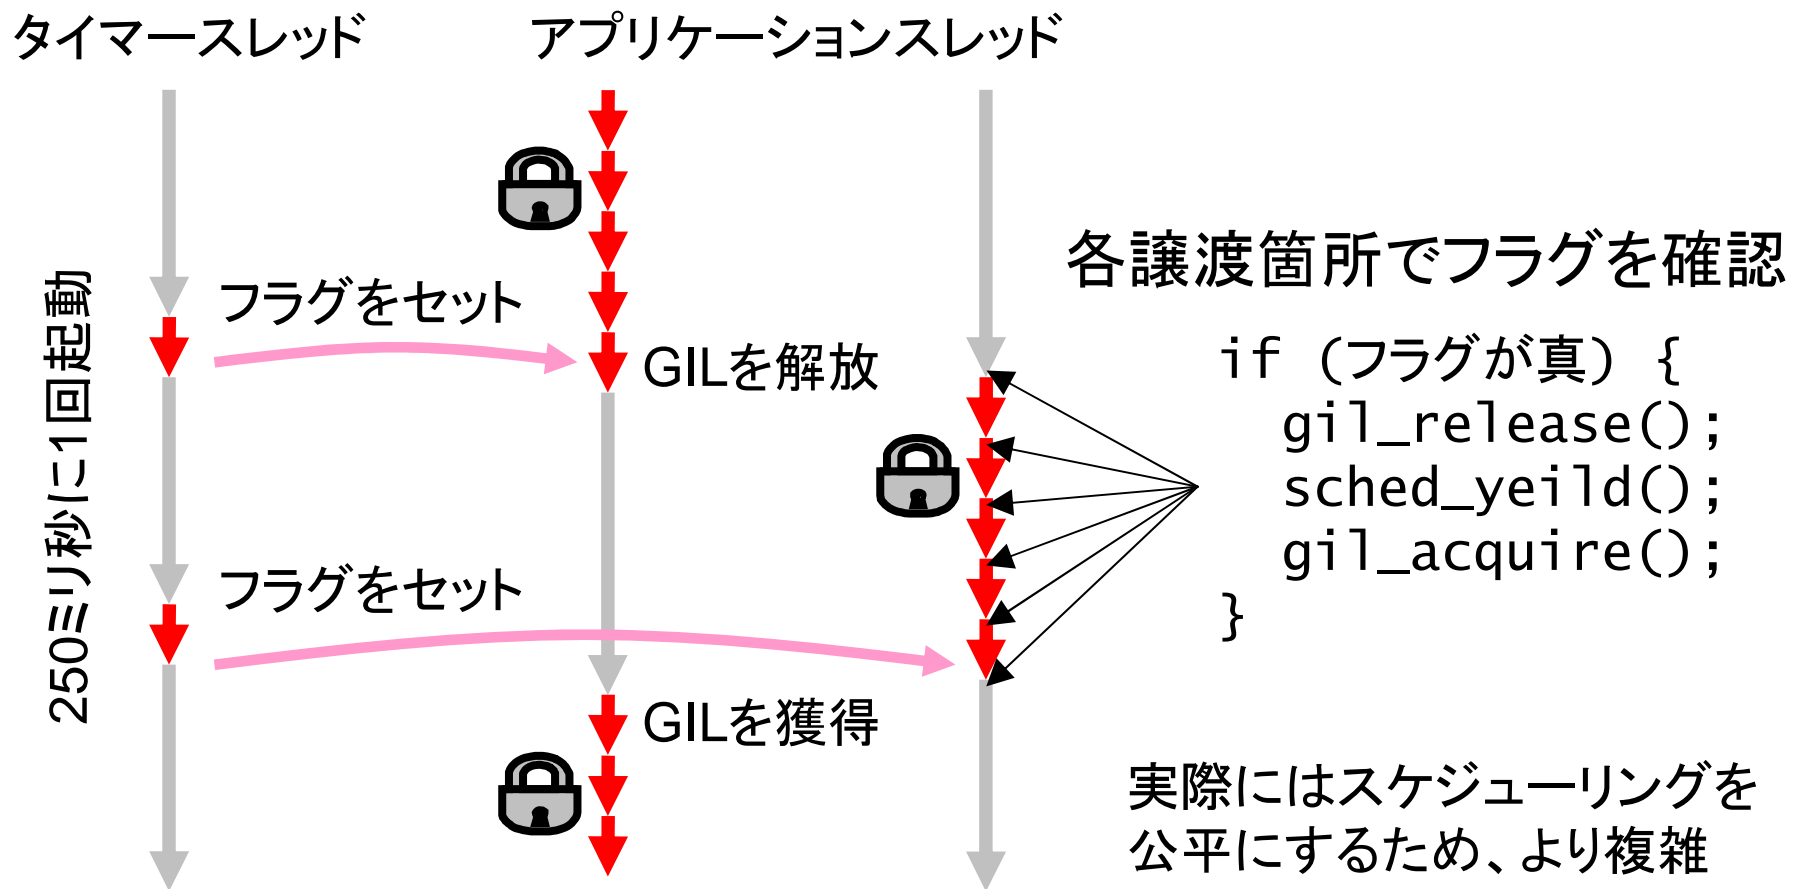 タイマースレッド
アプリケーションスレッド
250ミリ秒に1回起動
フラグをセット
GILを解放
フラグをセット
GILを獲得
各譲渡箇所でフラグを確認
if (フラグが真) {
gil_release();
sched_yeild();
gil_acquire();
}
実際にはスケジューリングを
公平にするため、より複雑